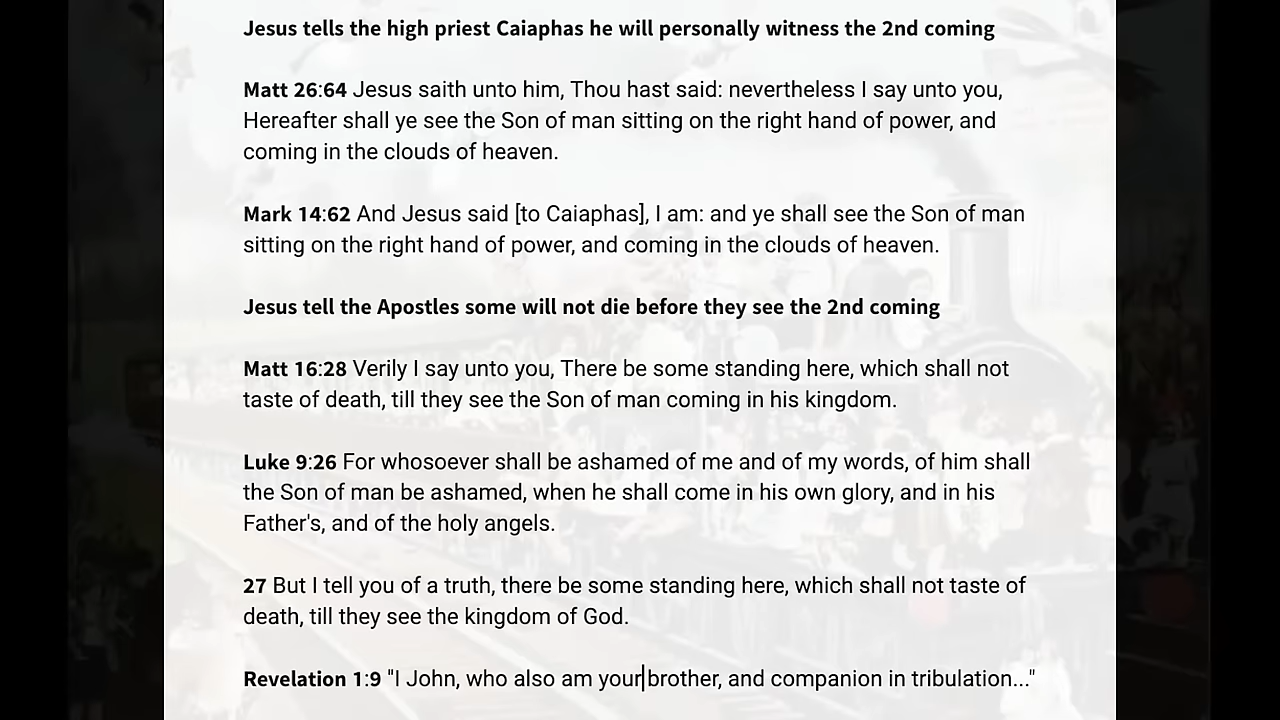 Jesus tells the high priest Caiaphas he will personally witness the 2nd coming
Matt 26:64 Jesus saith unto him, Thou hast said: nevertheless I say unto you,
Hereafter shall ye see the Son of man sitting on the right hand of power, and
coming in the clouds of heaven.
Mark 14:62 And Jesus said [to Caiaphas], I am: and ye shall see the Son of man
sitting on the right hand of power, and coming in the clouds of heaven.
Jesus tell the Apostles some will not die before they see the 2nd coming
Matt 16:28 Verily I say unto you, There be some standing here, which shall not
taste of death, till they see the Son of man coming in his kingdom.
Luke 9:26 For whosoever shall be ashamed of me and of my words, of him shall
the Son of man be ashamed, when he shall come in his own glory, and in his
Father's, and of the holy angels.
27 But I tell you of a truth, there be some standing here, which shall not taste of
death, till they see the kingdom of God.
Revelation 1:9 "I John, who also am your brother, and companion in tribulation..."